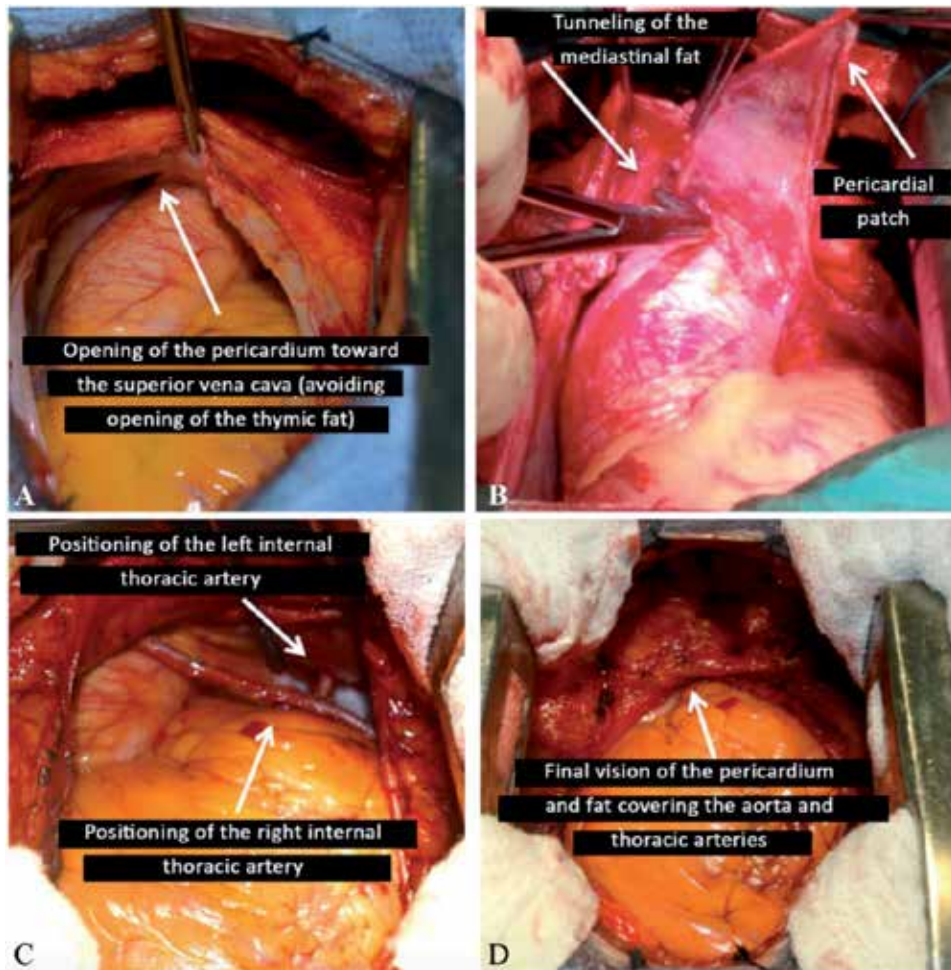 Opening of the pericardium toward
the superior vena cava (avoiding
opening of the thymic fat)
A
Tunneling of the
mediastinal fat
Pericardial
patch
B
Positioning of the left internal
thoracic artery
Positioning of the right internal
thoracic artery
C
Final vision of the pericardium
and fat covering the aorta and
thoracic arteries
D